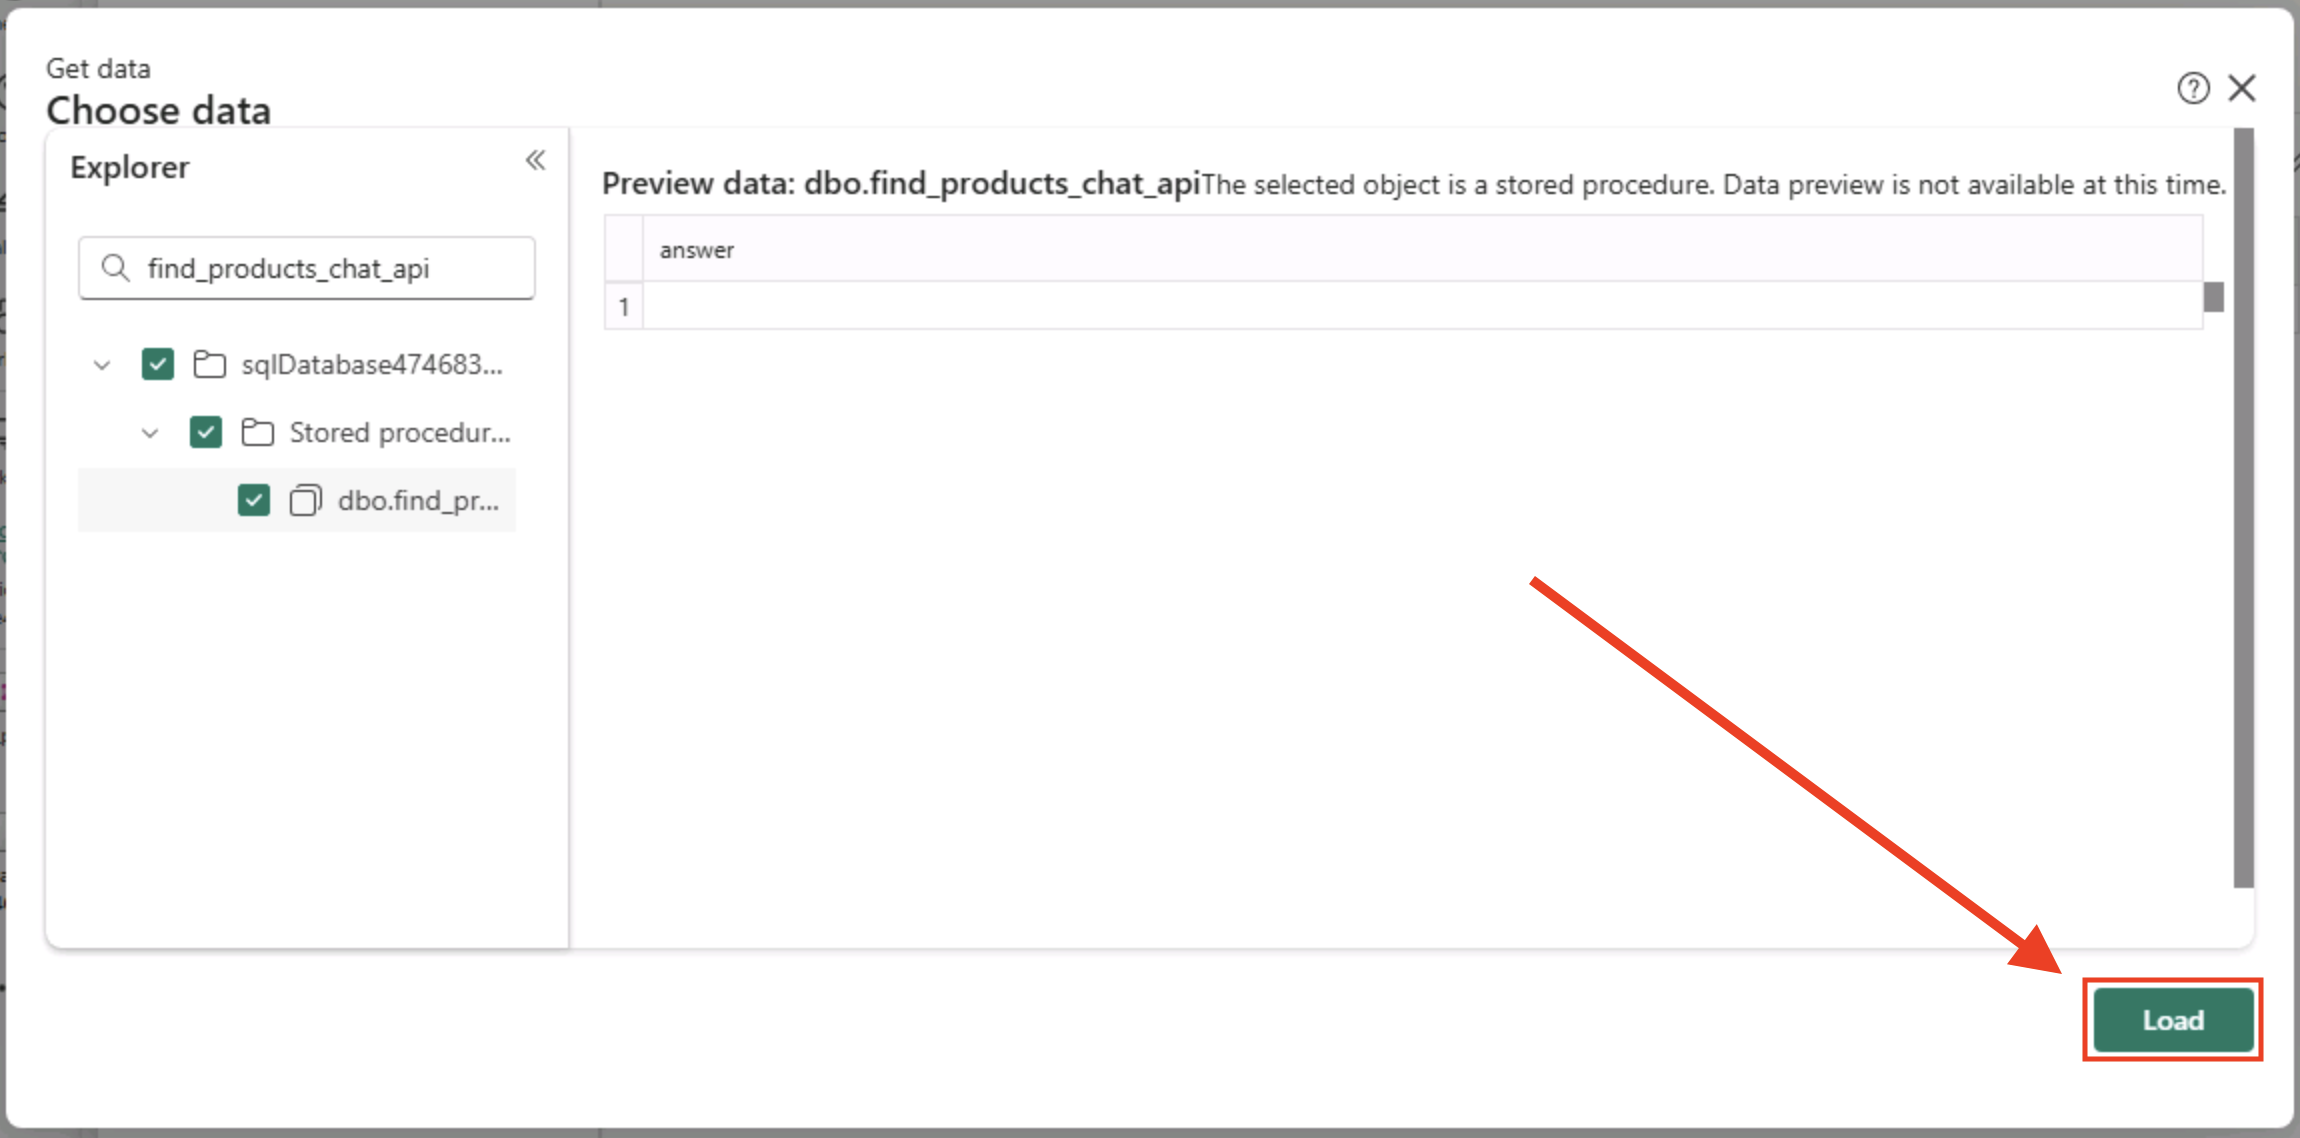 Get data
Choose data
Explorer
find_products_chat_api
sqlDatabase474683...
Stored procedur...
dbo.find_pr...
Preview data: dbo.find_products_chat_apiThe selected object is a stored procedure. Data preview is not available at this time.
answer
1
Load